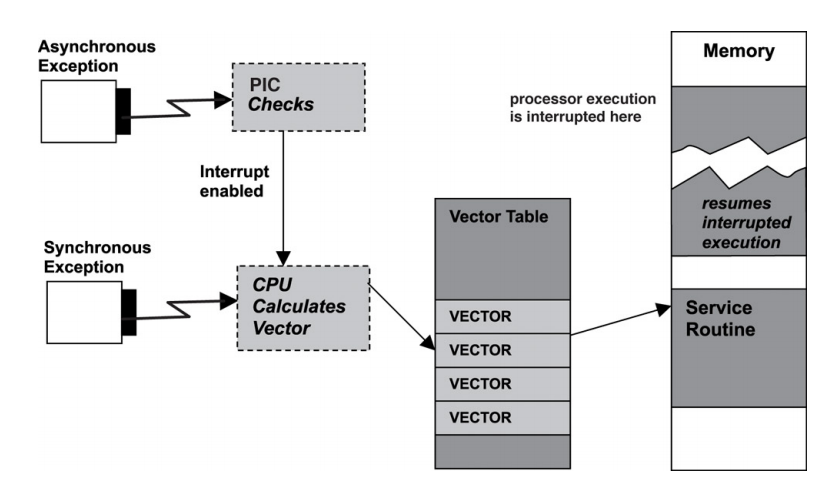 Asynchronous
Exception
PIC
Checks
Interrupt
enabled
Synchronous
Exception
CPU
Calculates
Vector
Vector Table
VECTOR
VECTOR
VECTOR
VECTOR
processor execution
is interrupted here
Memory
resumes
interrupted
execution
Service
Routine